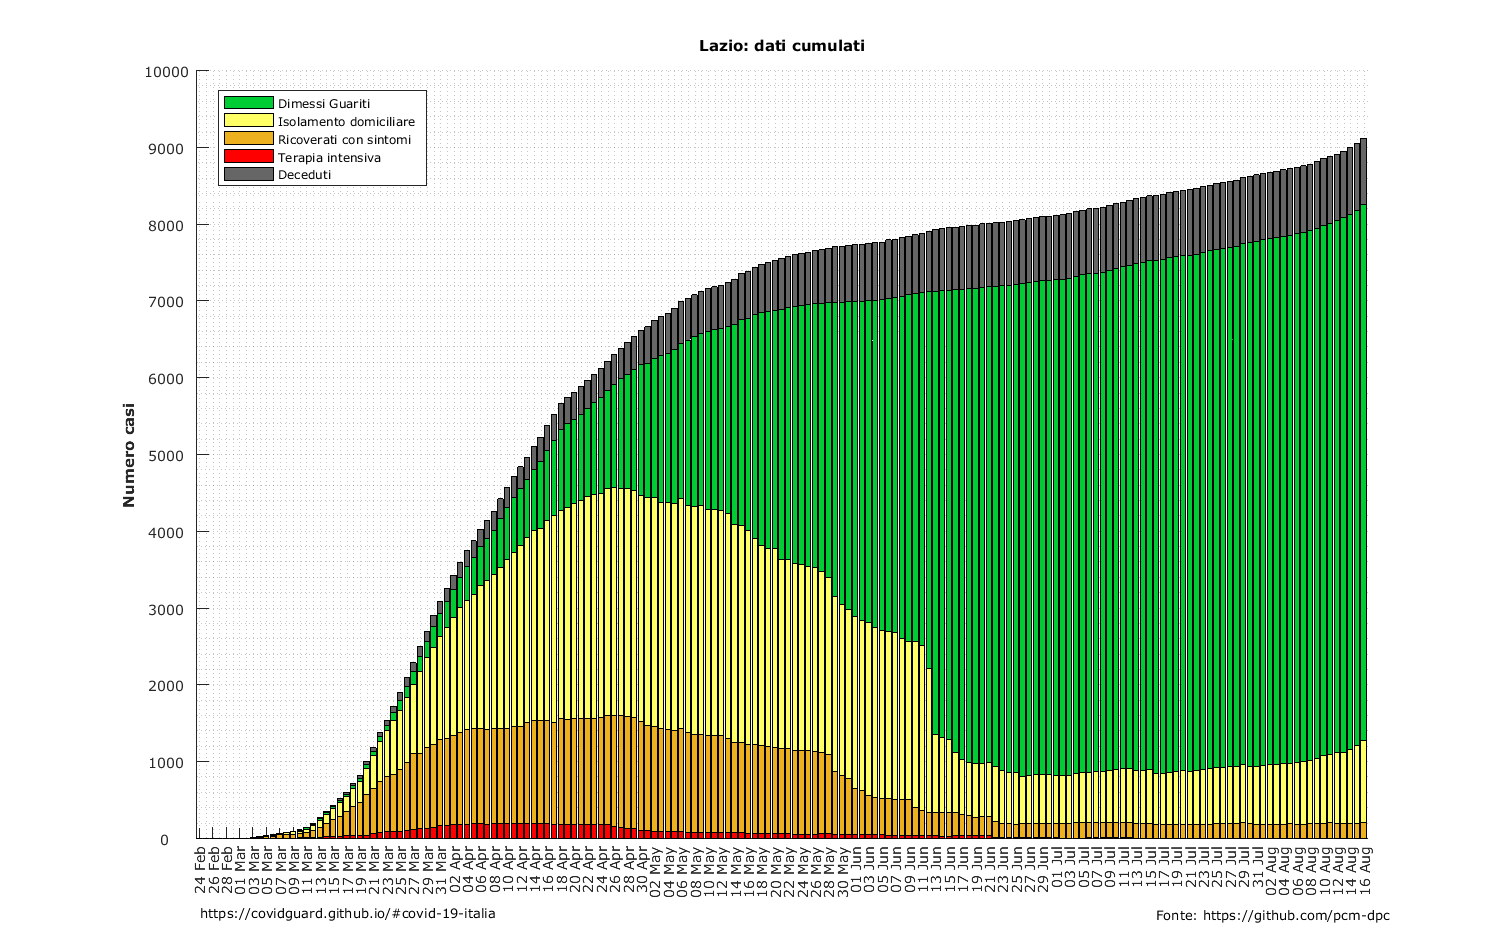 Lazio: dati cumulati
10000
9000
8000
7000
6000
5000
4000
3000
2000
1000
0
Numero casi
Dimessi Guariti
Isolamento domiciliare
Ricoverati con sintomi
Terapia intensiva
Deceduti
24 Feb
26 Feb
28 Feb
01 Mar
03 Mar
05 Mar
07 Mar
09 Mar
11 Mar
13 Mar
15 Mar
17 Mar
19 Mar
21 Mar
23 Mar
25 Mar
27 Mar
29 Mar
31 Mar
02 Apr
04 Apr
06 Apr
08 Apr
10 Apr
12 Apr
14 Apr
16 Apr
18 Apr
20 Apr
22 Apr
24 Apr
26 Apr
28 Apr
30 Apr
02 May
04 May
06 May
08 May
10 May
12 May
14 May
16 May
18 May
20 May
22 May
24 May
26 May
28 May
30 May
01 Jun
03 Jun
05 Jun
07 Jun
09 Jun
11 Jun
13 Jun
15 Jun
17 Jun
19 Jun
21 Jun
23 Jun
25 Jun
27 Jun
29 Jun
01 Jul
03 Jul
05 Jul
07 Jul
09 Jul
11 Jul
13 Jul
15 Jul
17 Jul
19 Jul
21 Jul
23 Jul
25 Jul
27 Jul
29 Jul
31 Jul
02 Aug
04 Aug
06 Aug
08 Aug
10 Aug
12 Aug
14 Aug
16 Aug
https://covidguard.github.io/#covid-19-italia
Fonte: https://github.com/pcm-dpc